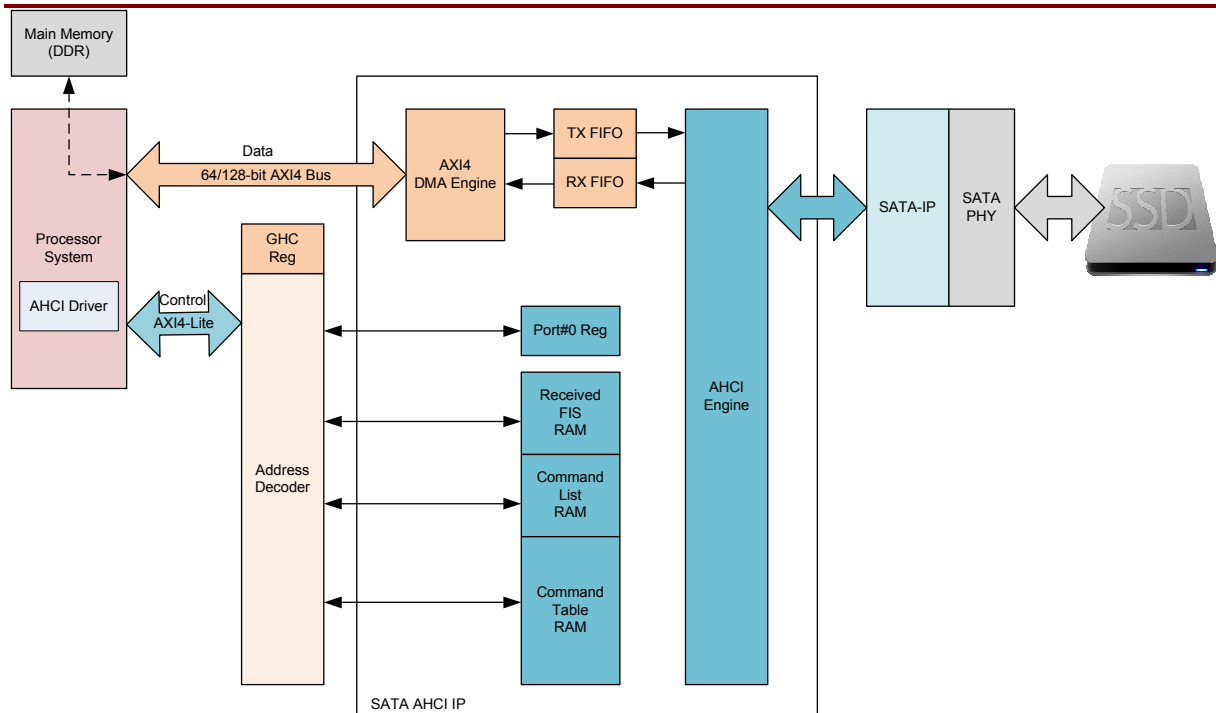 Main Memory
(DDR)
Data
64/128-bit AXI4 Bus
AXI4
DMA Engine
TX FIFO
RX FIFO
SATA-IP
SATA
PHY
SSD
Processor
System
AHCI Driver
Control
AXI4-Lite
GHC
Reg
Address
Decoder
Port#0 Reg
Received
FIS
RAM
Command
List
RAM
Command
Table
RAM
AHCI
Engine
SATA AHCI IP